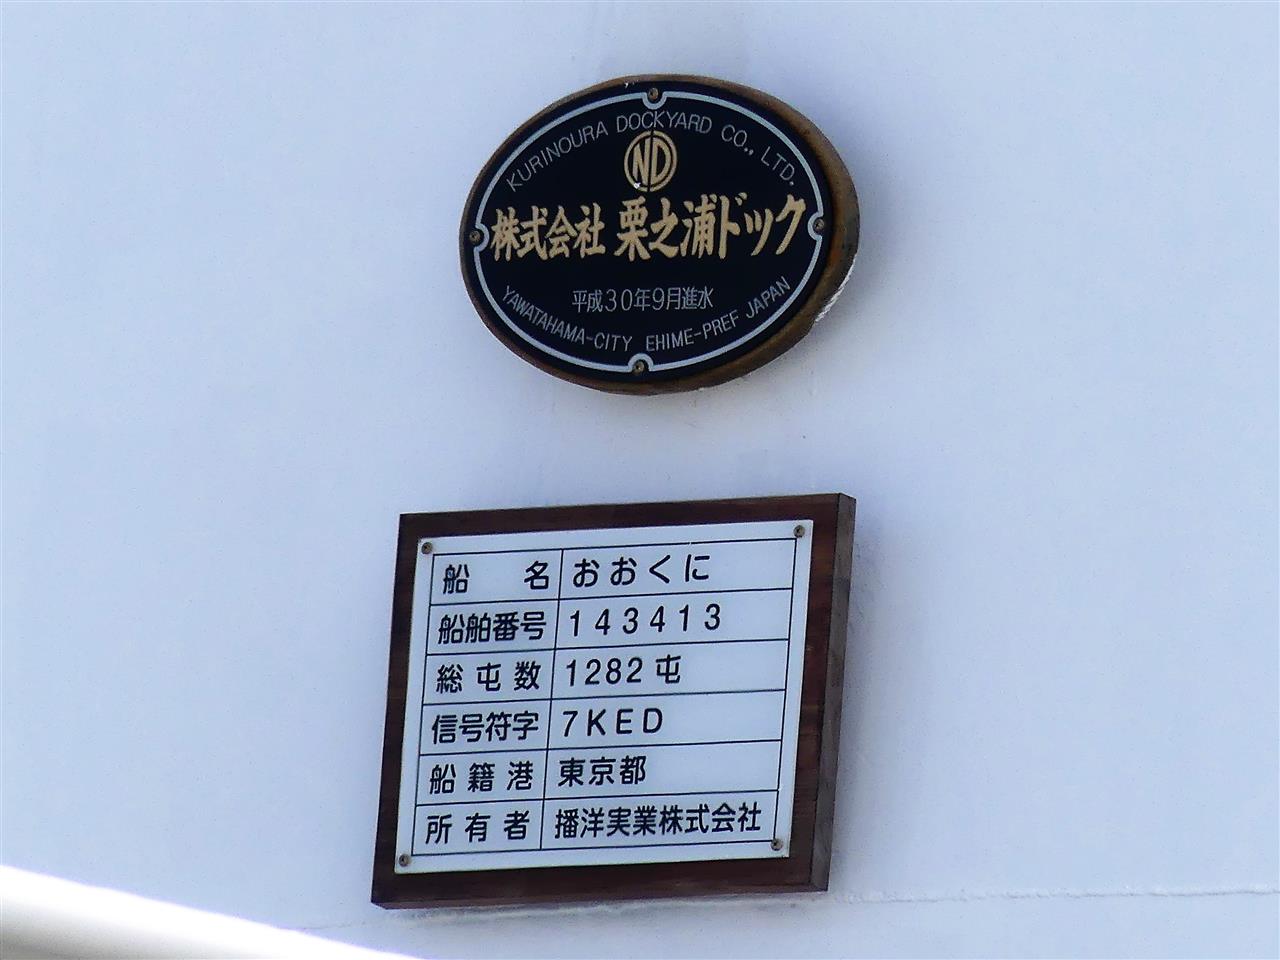 KURINOURA DOCKYARD CO., LTD.
ND
株式会社 栗之浦ドック
平成30年9月進水
YAWATAHAMA-CITY EHIME-PREF JAPAN
船名 おおくに
船舶番号 143413
総屯数 1282屯
信号符字 7KED
船籍港 東京都
所有者 播洋実業株式会社